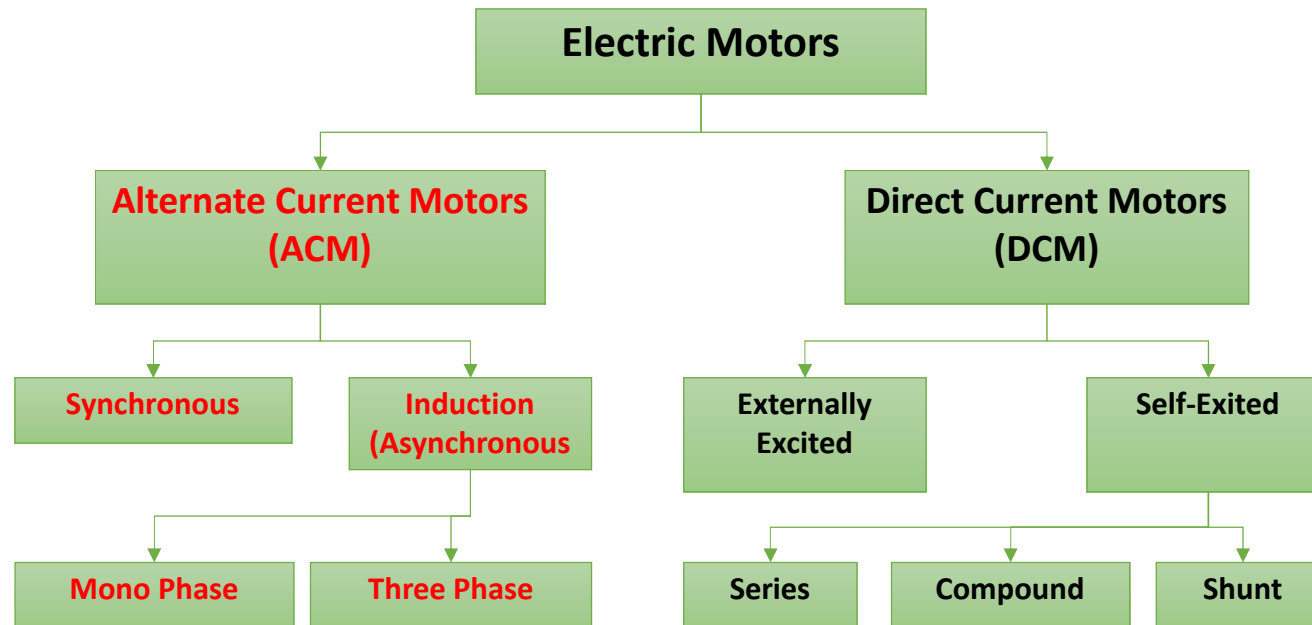 Electric Motors
Alternate Current Motors
(ACM)
Direct Current Motors
(DCM)
Synchronous
Induction
(Asynchronous
Externally
Excited
Self-Exited
Mono Phase
Three Phase
Series
Compound
Shunt